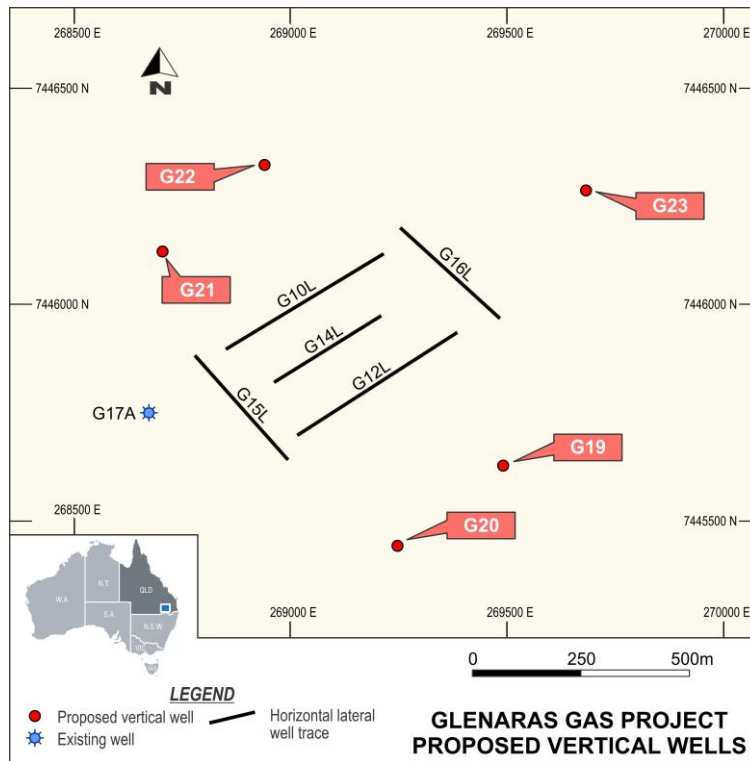 268500 E
269000 E
269500 E
270000 E
7446500 N
7446500 N
N
G22
G23
G21
G10L
G16L
7446000 N
7446000 N
G14L
G12L
G15L
G17A
G19
G20
268500 E
7445500 N
269000 E
269500 E
270000 E
W.A.
N.T.
QLD
S.A.
N.S.W.
VIC
0 250 500m
LEGEND
Proposed vertical well
Horizontal lateral
well trace
Existing well
GLENARAS GAS PROJECT
PROPOSED VERTICAL WELLS